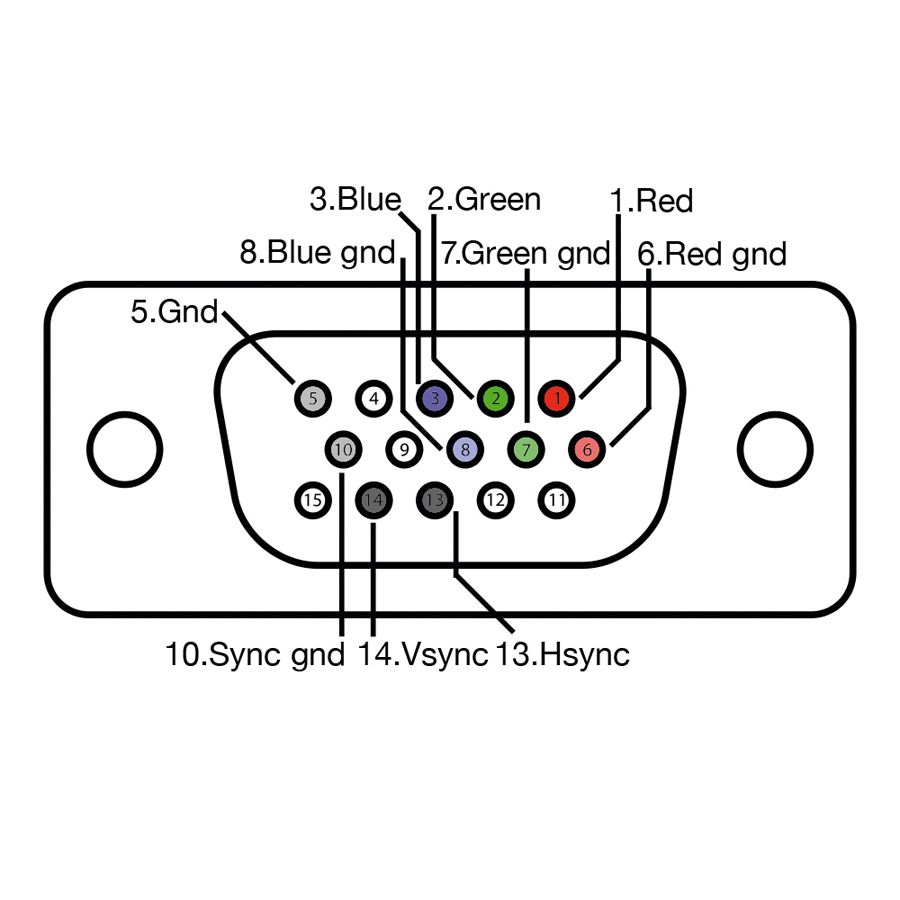 3.Blue 2.Green 1.Red
8.Blue gnd 7.Green gnd 6.Red gnd
5.Gnd
5 4 3 2 1
10 9 8 7 6
15 14 13 12 11
10.Sync gnd 14.Vsync 13.Hsync